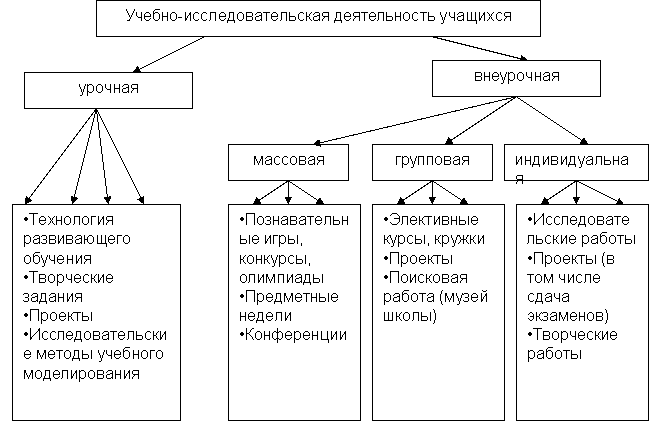 Учебно-исследовательская деятельность учащихся
урочная
внеурочная
массовая
групповая
индивидуальна
я
•Технология
развивающего
обучения
•Творческие
задания
•Проекты
•Исследовательски
е методы учебного
моделирования
•Познаватель
ные игры,
конкурсы,
олимпиады
•Предметные
недели
•Конференции
•Элективные
курсы, кружки
•Проекты
•Поисковая
работа (музей
школы)
•Исследовате
льские работы
•Проекты (в
том числе
сдача
экзаменов)
•Творческие
работы